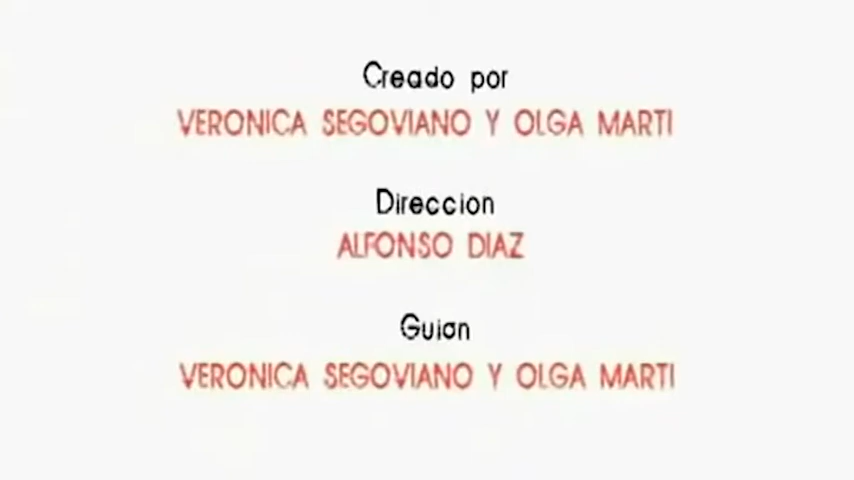 Creado por
VERONICA SEGOVIANO Y OLGA MARTI
Direccion
ALFONSO DIAZ
Guion
VERONICA SEGOVIANO Y OLGA MARTI